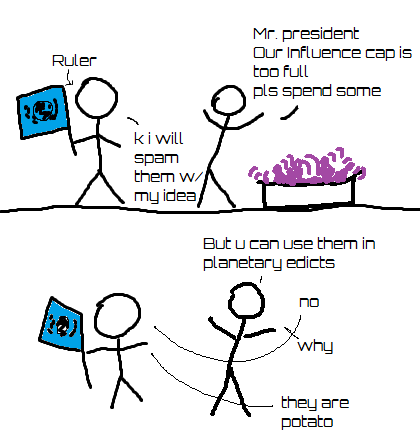 Ruler
Mr. president
Our Influence cap is
too full
pls spend some
k i will
spam
them w/
my idea
But u can use them in
planetary edicts
no
why
they are
potato